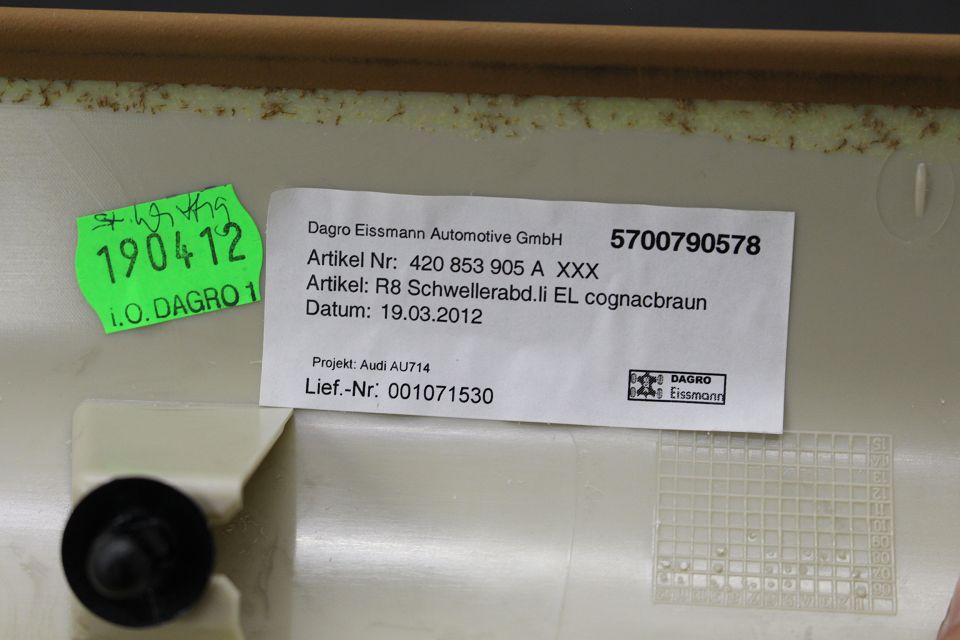 190412
i.O. DAGRO 1
Dagro Eissmann Automotive GmbH 5700790578
Artikel Nr: 420 853 905 A XXX
Artikel: R8 Schwellerabd.li EL cognacbraun
Datum: 19.03.2012
Projekt: Audi AU714
Lief.-Nr: 001071530
DAGRO
Eissmann